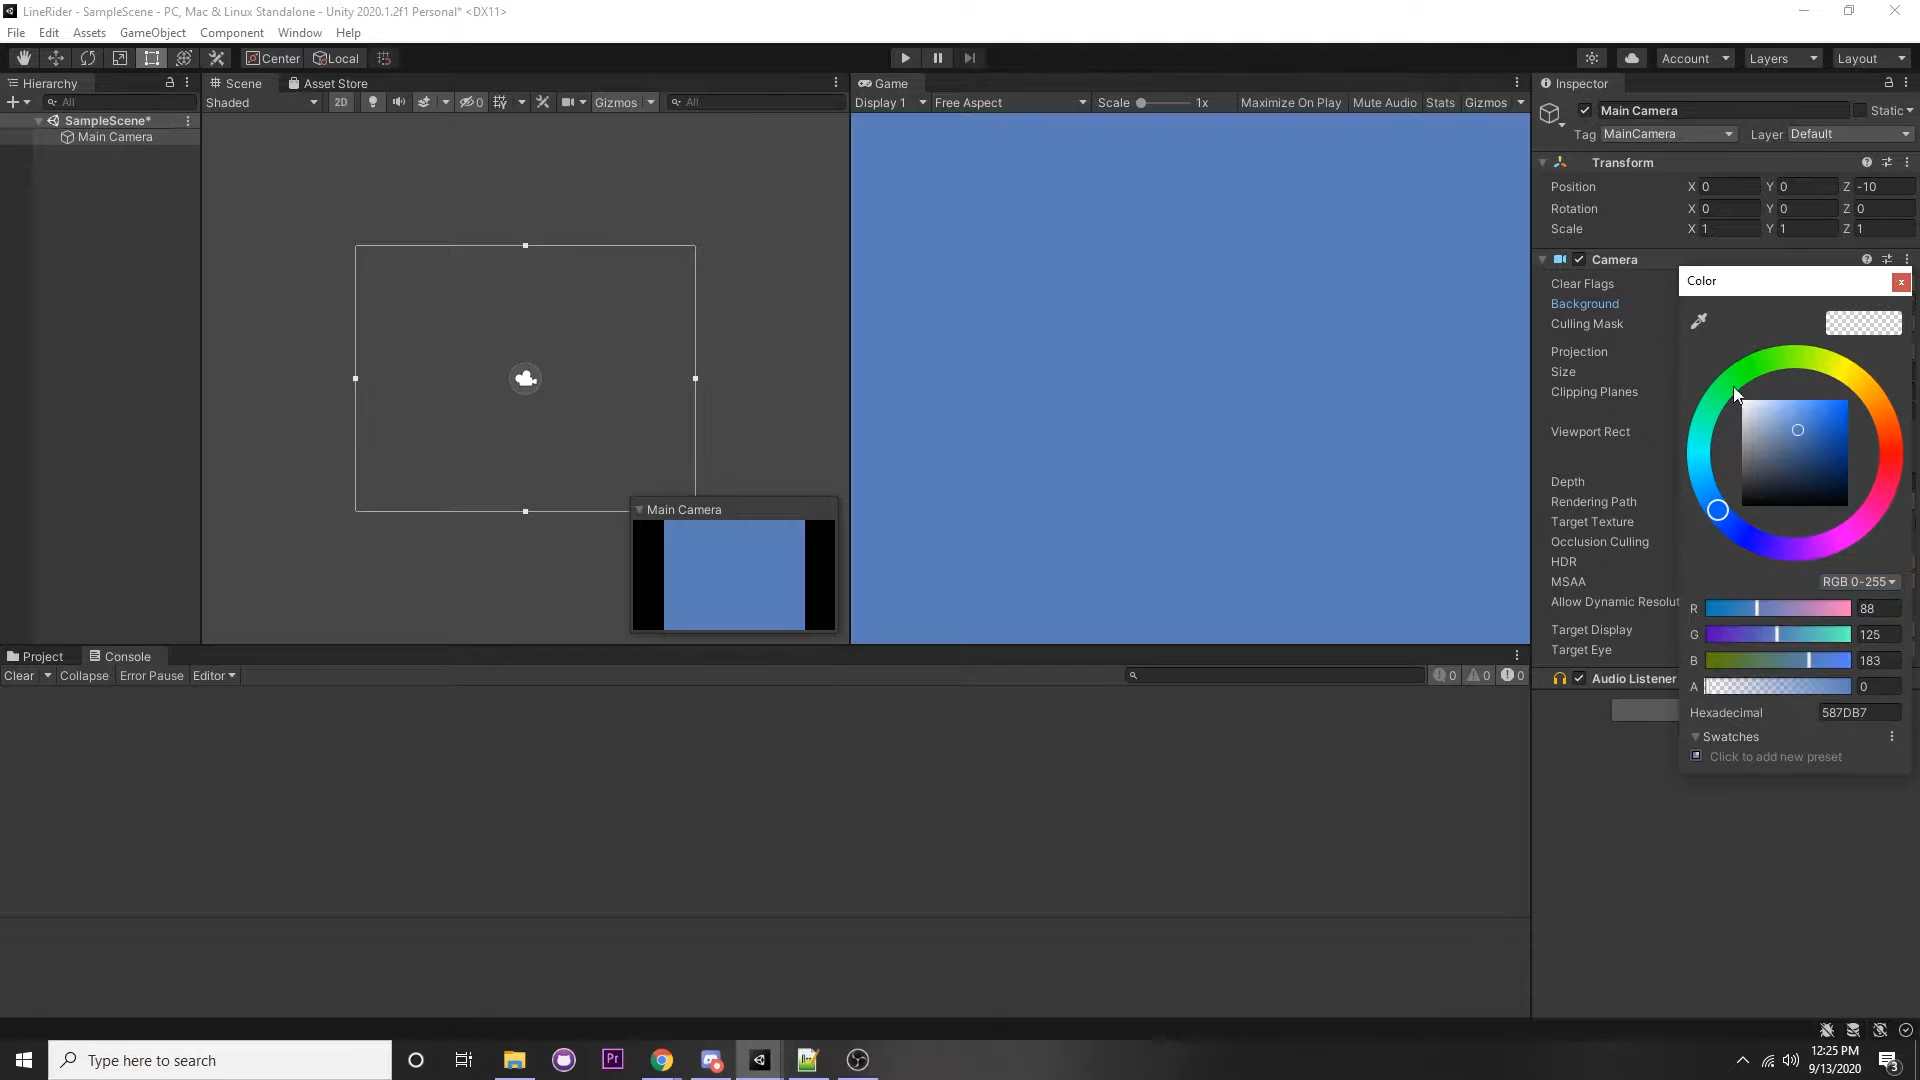 LineRider - SampleScene - PC, Mac & Linux Standalone - Unity 2020.1.2f1 Personal* <DX11>
File Edit Assets GameObject Component Window Help
Center Local Account Layers Layout
Hierarchy Scene Asset Store Game Inspector
All Shaded 2D 0 Gizmos All Display 1 Free Aspect Scale 1x Maximize On Play Mute Audio Stats Gizmos Main Camera Static
SampleScene*
Main Camera
Tag MainCamera Layer Default
Transform
Position X 0 Y 0 Z -10
Rotation X 0 Y 0 Z 0
Scale X 1 Y 1 Z 1
Camera
Color x
Clear Flags
Background
Culling Mask
Projection
Size
Clipping Planes
Viewport Rect
Depth
Rendering Path
Main Camera
Target Texture
Occlusion Culling
HDR
MSAA RGB 0-255
Allow Dynamic Resolut
R 88
Target Display
G 125
Target Eye
B 183
Project Console
Clear Collapse Error Pause Editor 0 0 0
Audio Listener
A 0
Hexadecimal 587DB7
Swatches
Click to add new preset
Type here to search
Pr
12:25 PM
9/13/2020
3